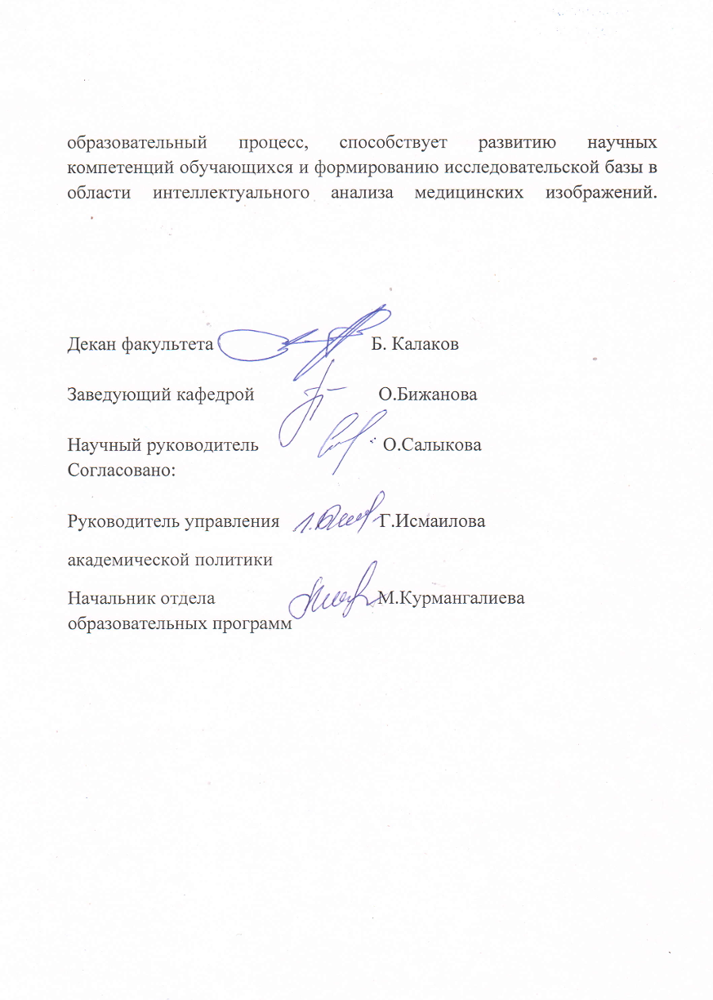 образовательный процесс, способствует развитию научных
компетенций обучающихся и формированию исследовательской базы в
области интеллектуального анализа медицинских изображений.
Декан факультета Б. Калаков
Заведующий кафедрой О.Бижанова
Научный руководитель О.Салыкова
Согласовано:
Руководитель управления Г.Исмаилова
академической политики
Начальник отдела М.Курмангалиева
образовательных программ